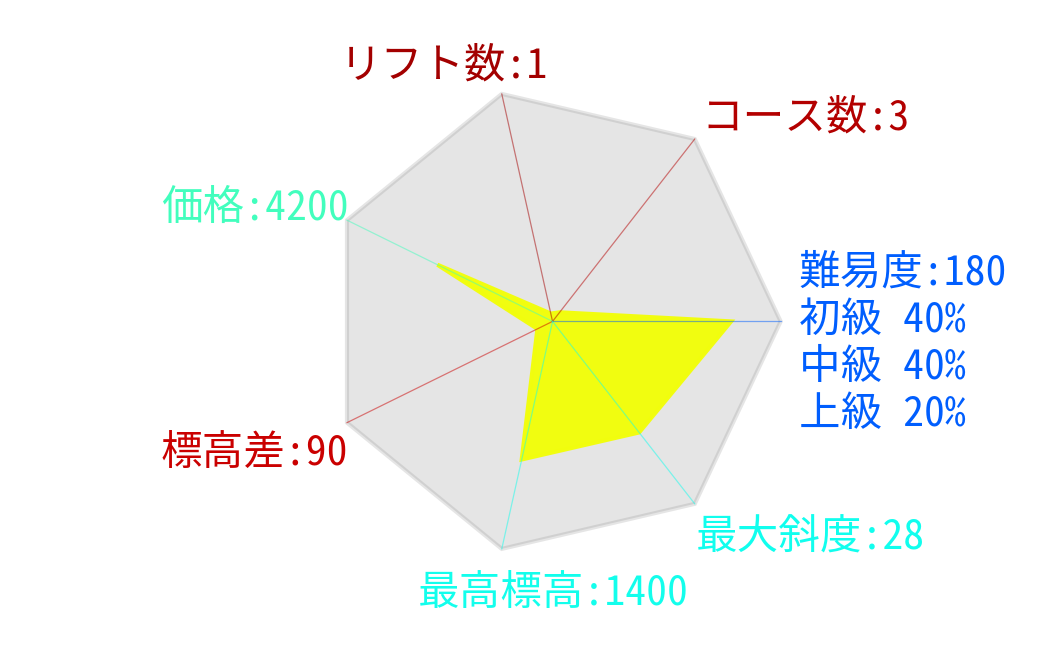 リフト数:1
コース数:3
価格:4200
難易度:180
初級 40%
中級 40%
上級 20%
標高差:90
最大斜度:28
最高標高:1400